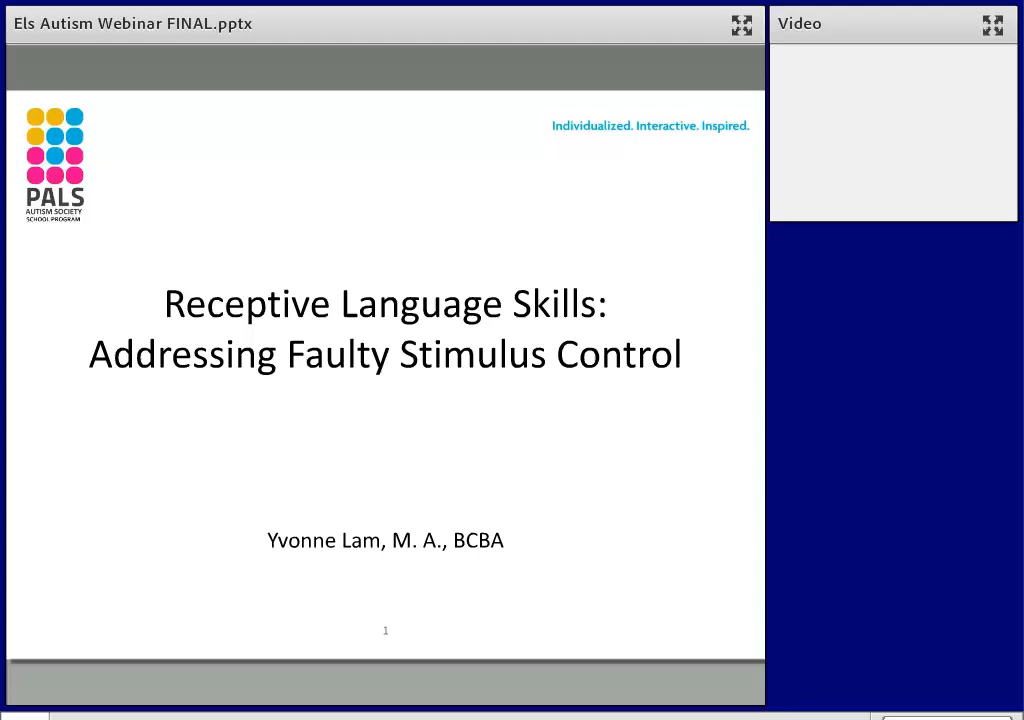 Els Autism Webinar FINAL.pptx
Video
Individualized. Interactive. Inspired.
PALS
AUTISM SOCIETY
SCHOOL PROGRAM
Receptive Language Skills:
Addressing Faulty Stimulus Control
Yvonne Lam, M. A., BCBA
1